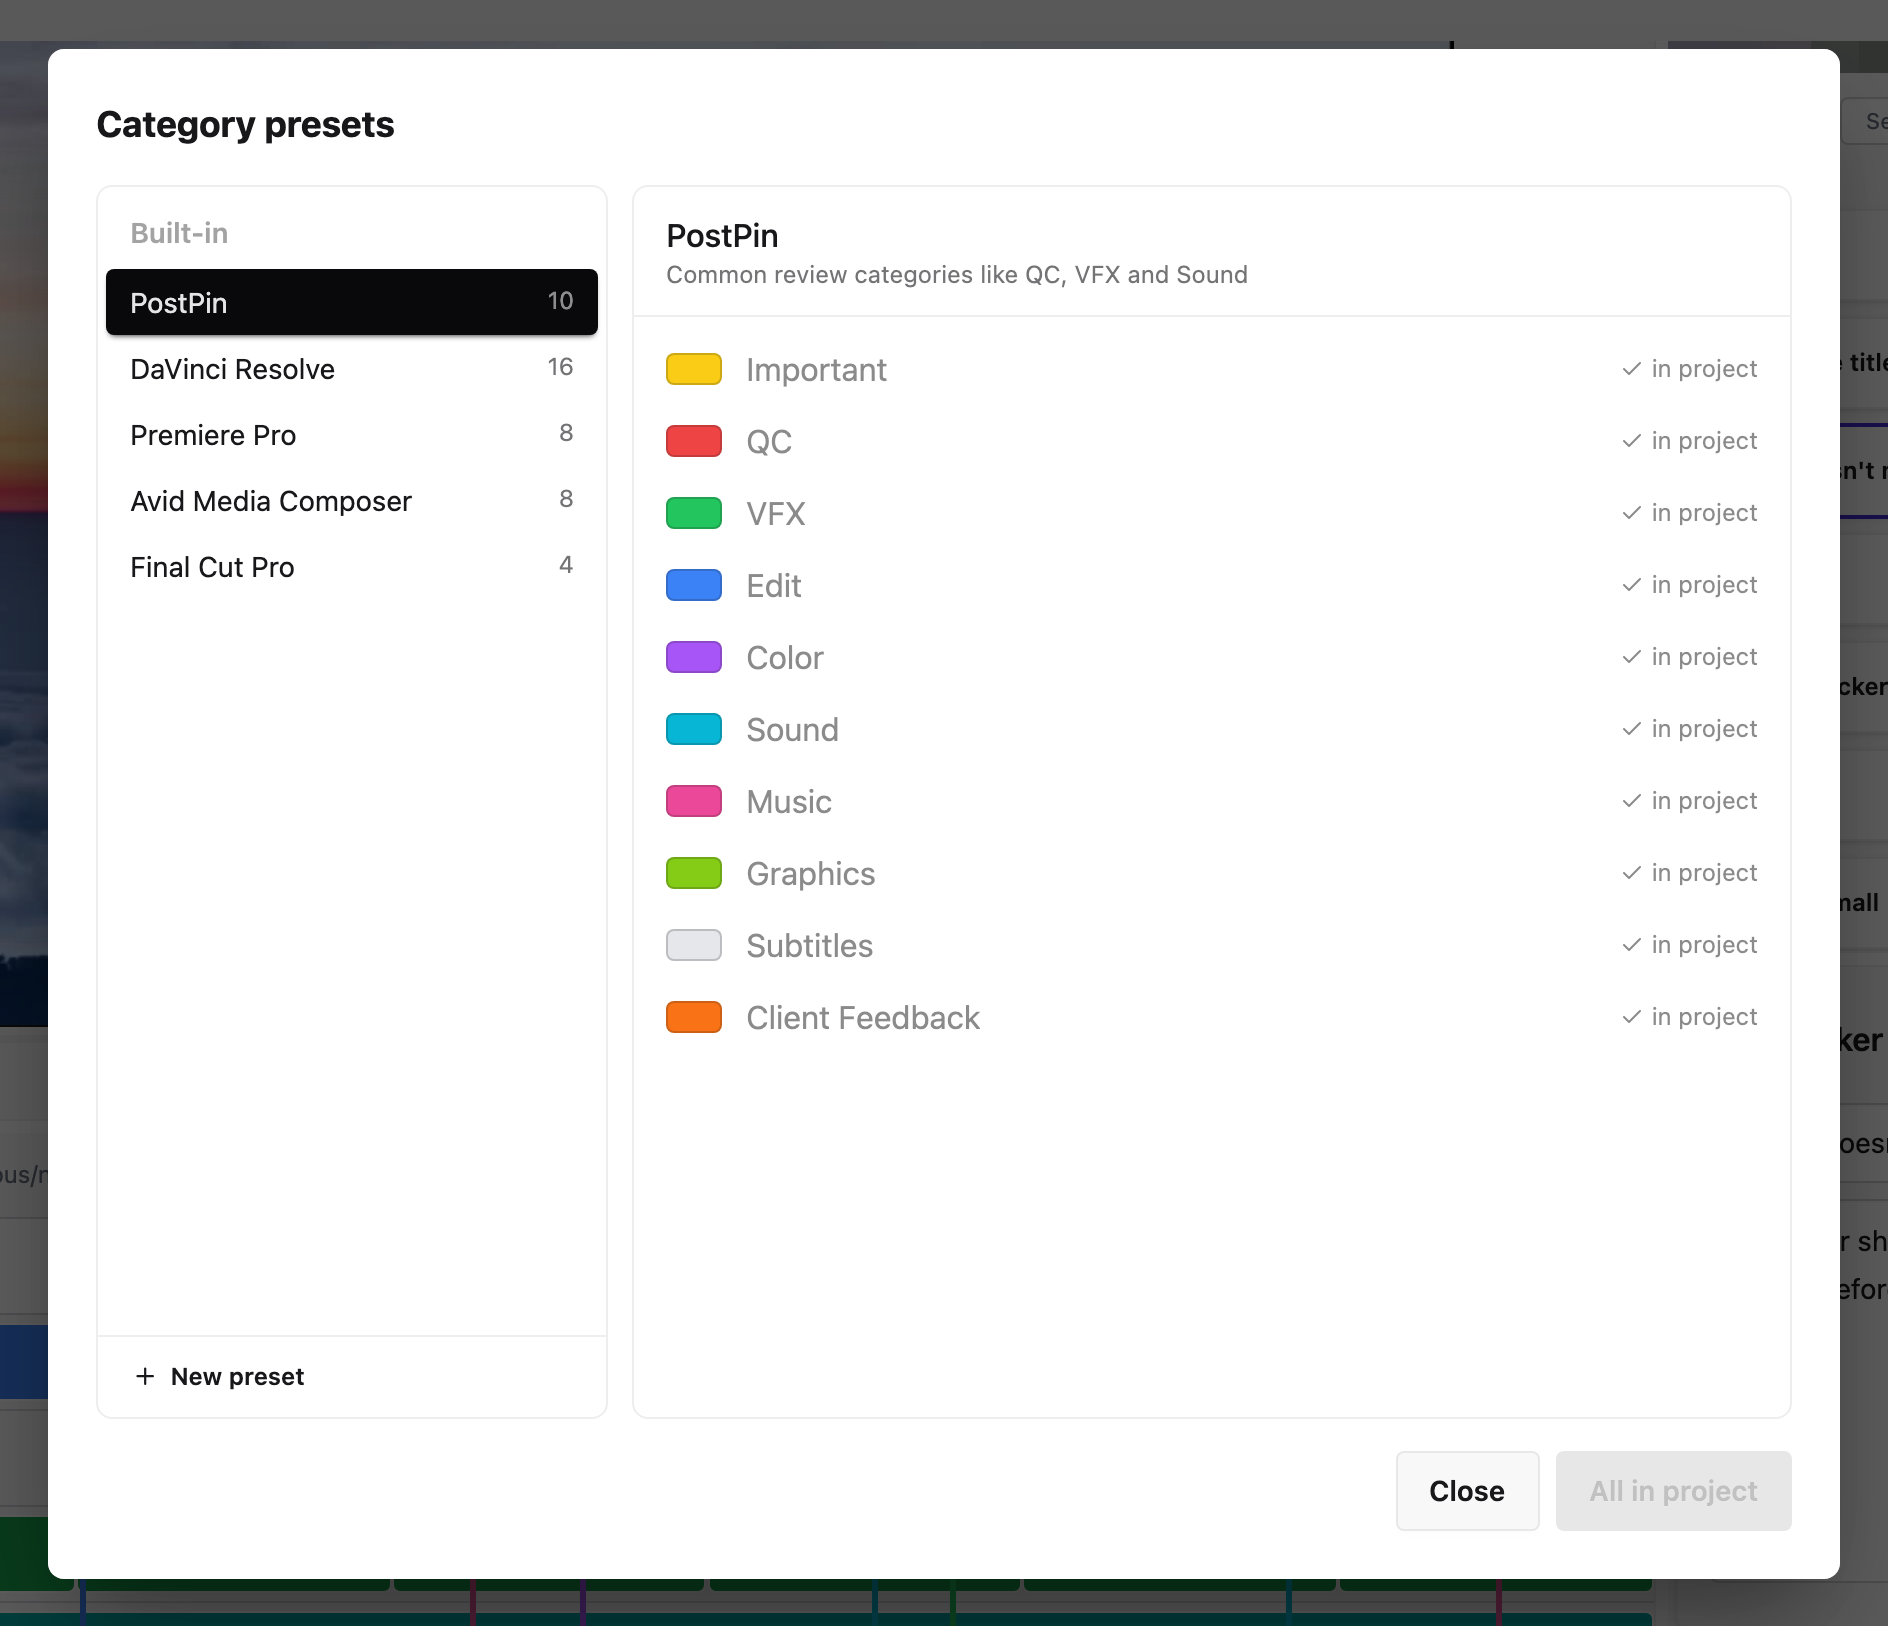 Category presets
Built-in
PostPin 10
DaVinci Resolve 16
Premiere Pro 8
Avid Media Composer 8
Final Cut Pro 4
+ New preset
PostPin
Common review categories like QC, VFX and Sound
Important ✓ in project
QC ✓ in project
VFX ✓ in project
Edit ✓ in project
Color ✓ in project
Sound ✓ in project
Music ✓ in project
Graphics ✓ in project
Subtitles ✓ in project
Client Feedback ✓ in project
Close
All in project